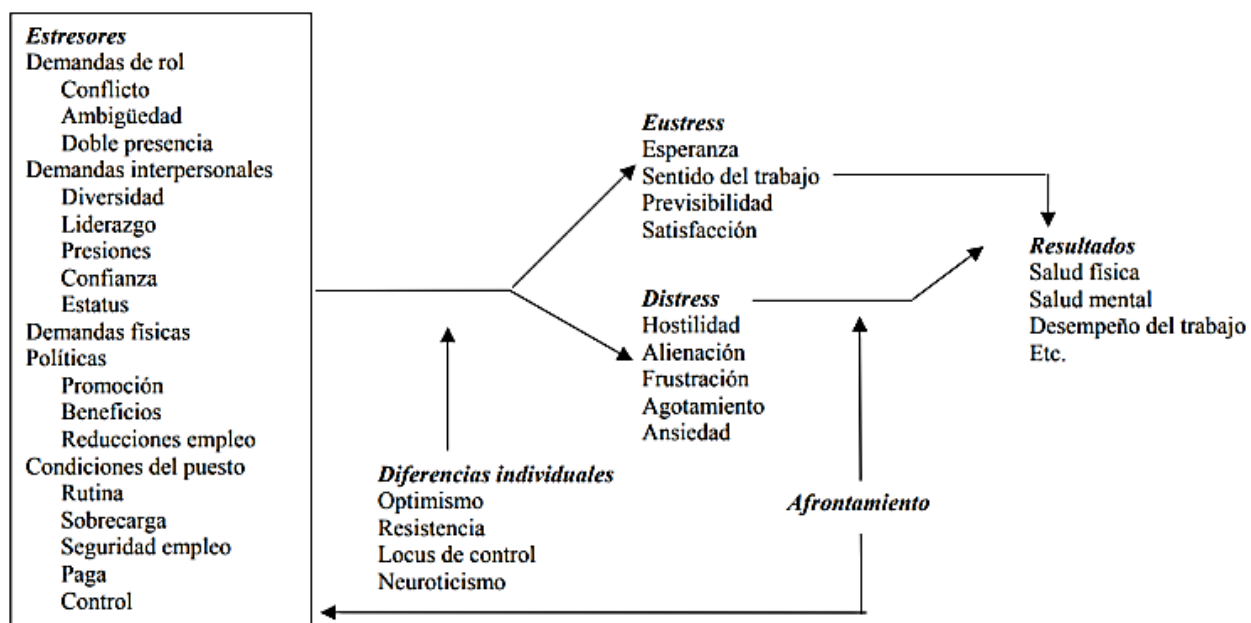 Estresores
Demandas de rol
Conflicto
Ambigüedad
Doble presencia
Demandas interpersonales
Diversidad
Liderazgo
Presiones
Confianza
Estatus
Demandas físicas
Políticas
Promoción
Beneficios
Reducciones empleo
Condiciones del puesto
Rutina
Sobrecarga
Seguridad empleo
Paga
Control
Eustress
Esperanza
Sentido del trabajo
Previsibilidad
Satisfacción
Distress
Hostilidad
Alienación
Frustración
Agotamiento
Ansiedad
Diferencias individuales
Optimismo
Resistencia
Locus de control
Neuroticismo
Afrontamiento
Resultados
Salud física
Salud mental
Desempeño del trabajo
Etc.